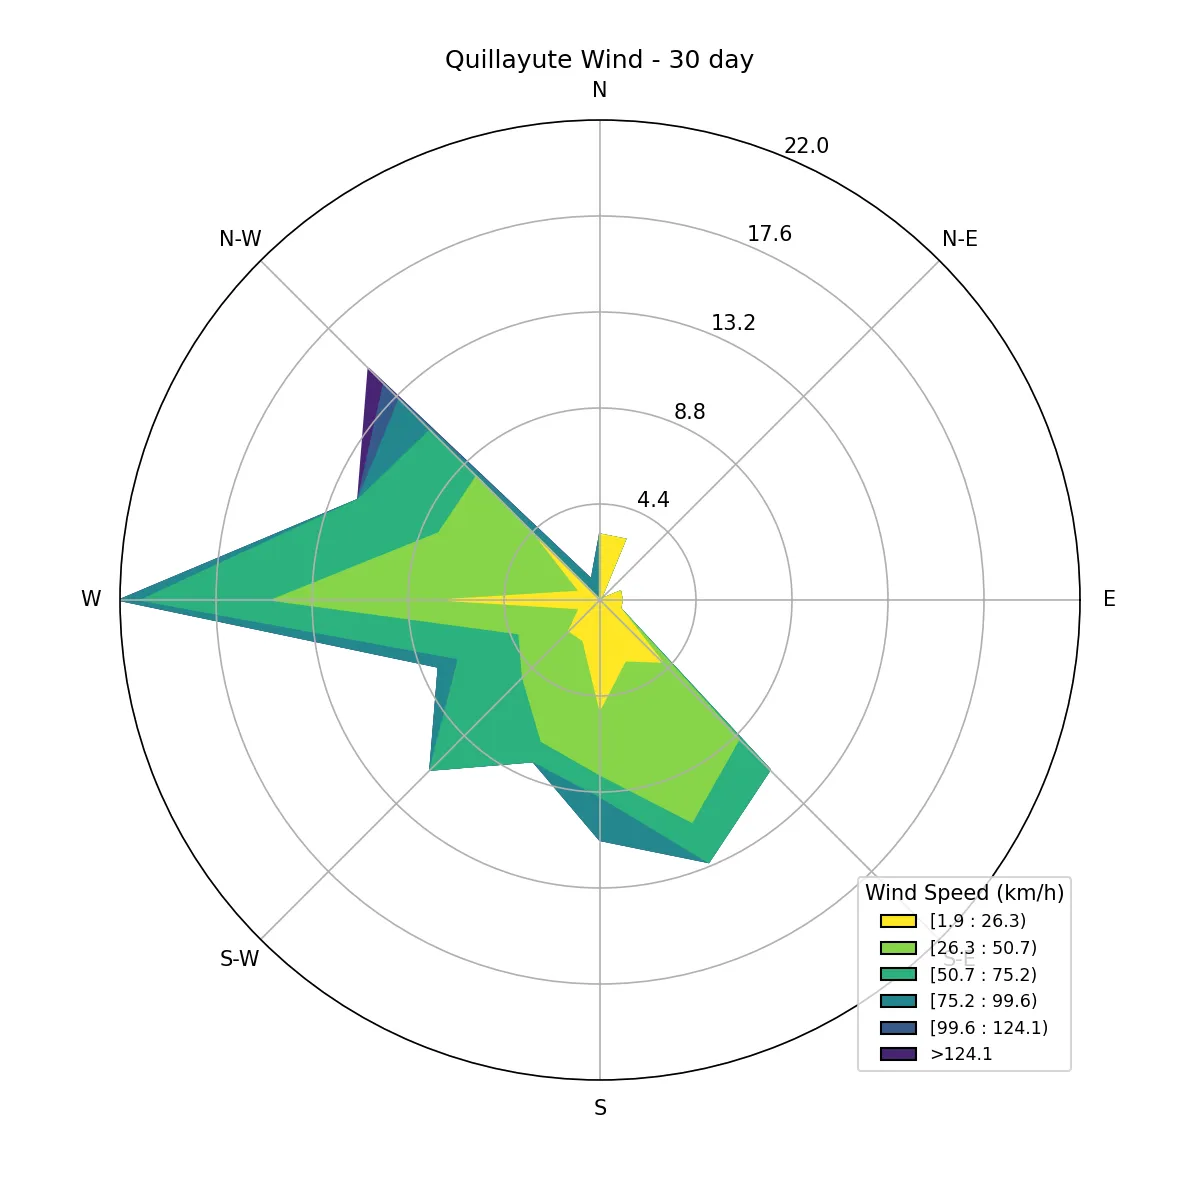 Quillayute Wind - 30 day
N
22.0
N-W
17.6
N-E
13.2
8.8
4.4
W
E
Wind Speed (km/h)
[1.9 : 26.3)
[26.3 : 50.7)
S-W
S-E
[50.7 : 75.2)
[75.2 : 99.6)
[99.6 : 124.1)
>124.1
S